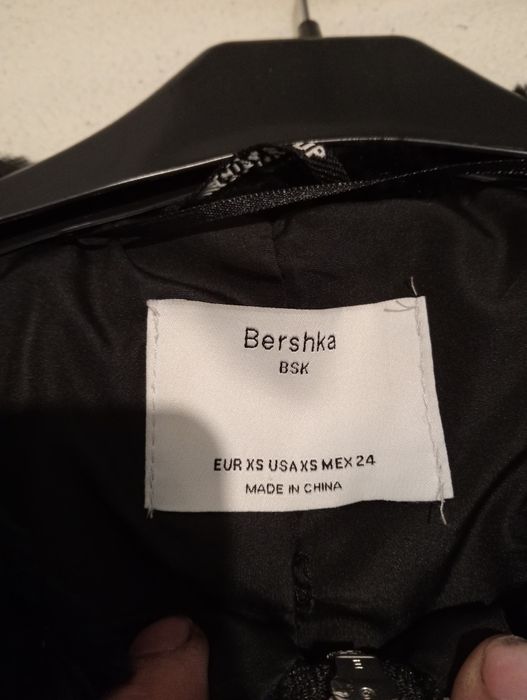 Bershka
BSK
EUR XS USA XS MEX 24
MADE IN CHINA